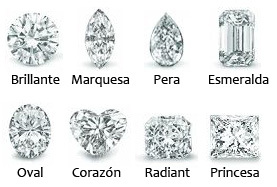 Brillante Marquesa Pera Esmeralda
Oval Corazón Radiant Princesa